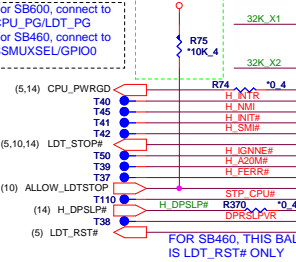 or SB600, connect to
CPU_PG/LDT_PG
or SB460, connect to
SSMUXSEL/GPIO0
R75
*10K_4
32K_X1
32K_X2
(5,14) CPU_PWRGD
R74 *0_4
T40 H_INTR
T45 H_NMI
T41 H_INIT#
T42 H_SMI#
(5,10,14) LDT_STOP#
T50 H_IGNNE#
T39 H_A20M#
T37 H_FERR#
(10) ALLOW_LDTSTOP
T110 STP_CPU#
(14) H_DPSLP# H_DPSLP# R370 *0_4
T38 DPRSLPVR
(5) LDT_RST#
FOR SB460, THIS BAL
IS LDT_RST# ONLY